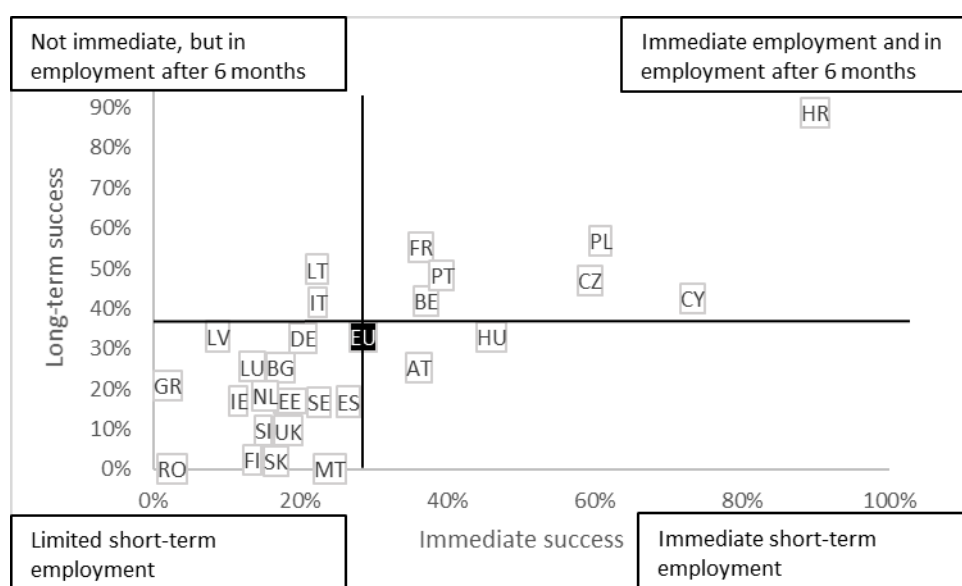 Not immediate, but in
employment after 6 months
Immediate employment and in
employment after 6 months
Long-term success
90%
80%
70%
60%
50%
40%
30%
20%
10%
0%
HR
FR
PL
LT
PT
CZ
IT
BE
CY
LV
DE
EU
HU
LU
BG
AT
GR
IE
NL
EE
SE
ES
SI
UK
FI
SK
RO
MT
0%
20%
40%
60%
80%
100%
Immediate success
Limited short-term
employment
Immediate short-term
employment